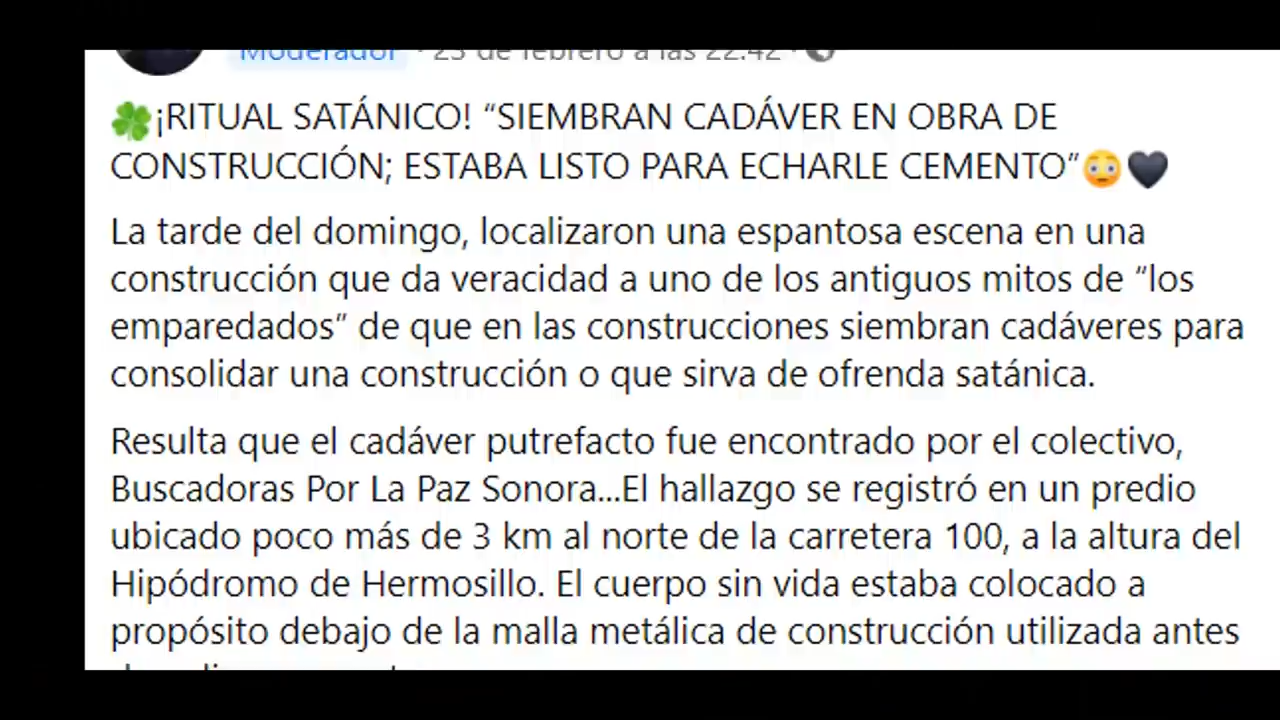 Moderador · 23 de febrero a las 22:42 ·
🍀¡RITUAL SATÁNICO! “SIEMBRAN CADÁVER EN OBRA DE
CONSTRUCCIÓN; ESTABA LISTO PARA ECHARLE CEMENTO”😳🖤
La tarde del domingo, localizaron una espantosa escena en una
construcción que da veracidad a uno de los antiguos mitos de “los
emparedados” de que en las construcciones siembran cadáveres para
consolidar una construcción o que sirva de ofrenda satánica.
Resulta que el cadáver putrefacto fue encontrado por el colectivo,
Buscadoras Por La Paz Sonora...El hallazgo se registró en un predio
ubicado poco más de 3 km al norte de la carretera 100, a la altura del
Hipódromo de Hermosillo. El cuerpo sin vida estaba colocado a
propósito debajo de la malla metálica de construcción utilizada antes